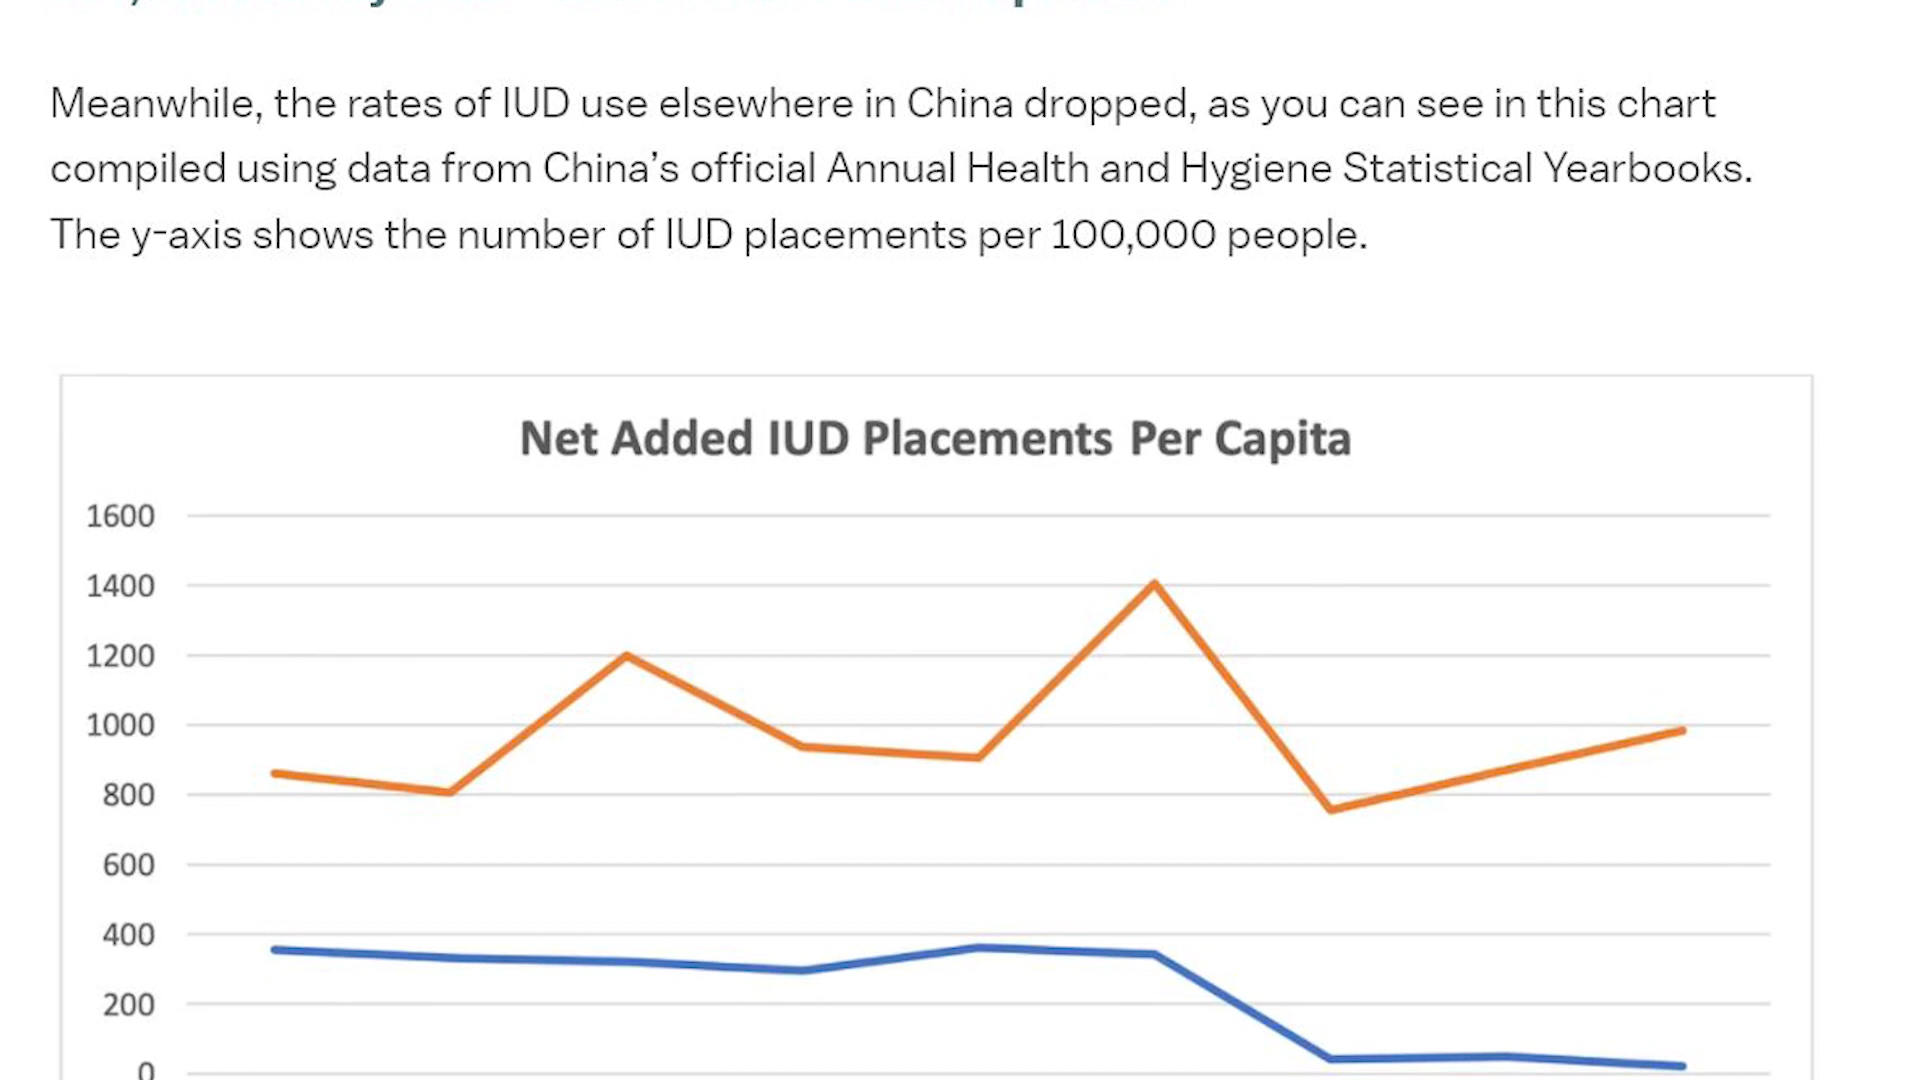 Meanwhile, the rates of IUD use elsewhere in China dropped, as you can see in this chart
compiled using data from China’s official Annual Health and Hygiene Statistical Yearbooks.
The y-axis shows the number of IUD placements per 100,000 people.
Net Added IUD Placements Per Capita
1600
1400
1200
1000
800
600
400
200
0